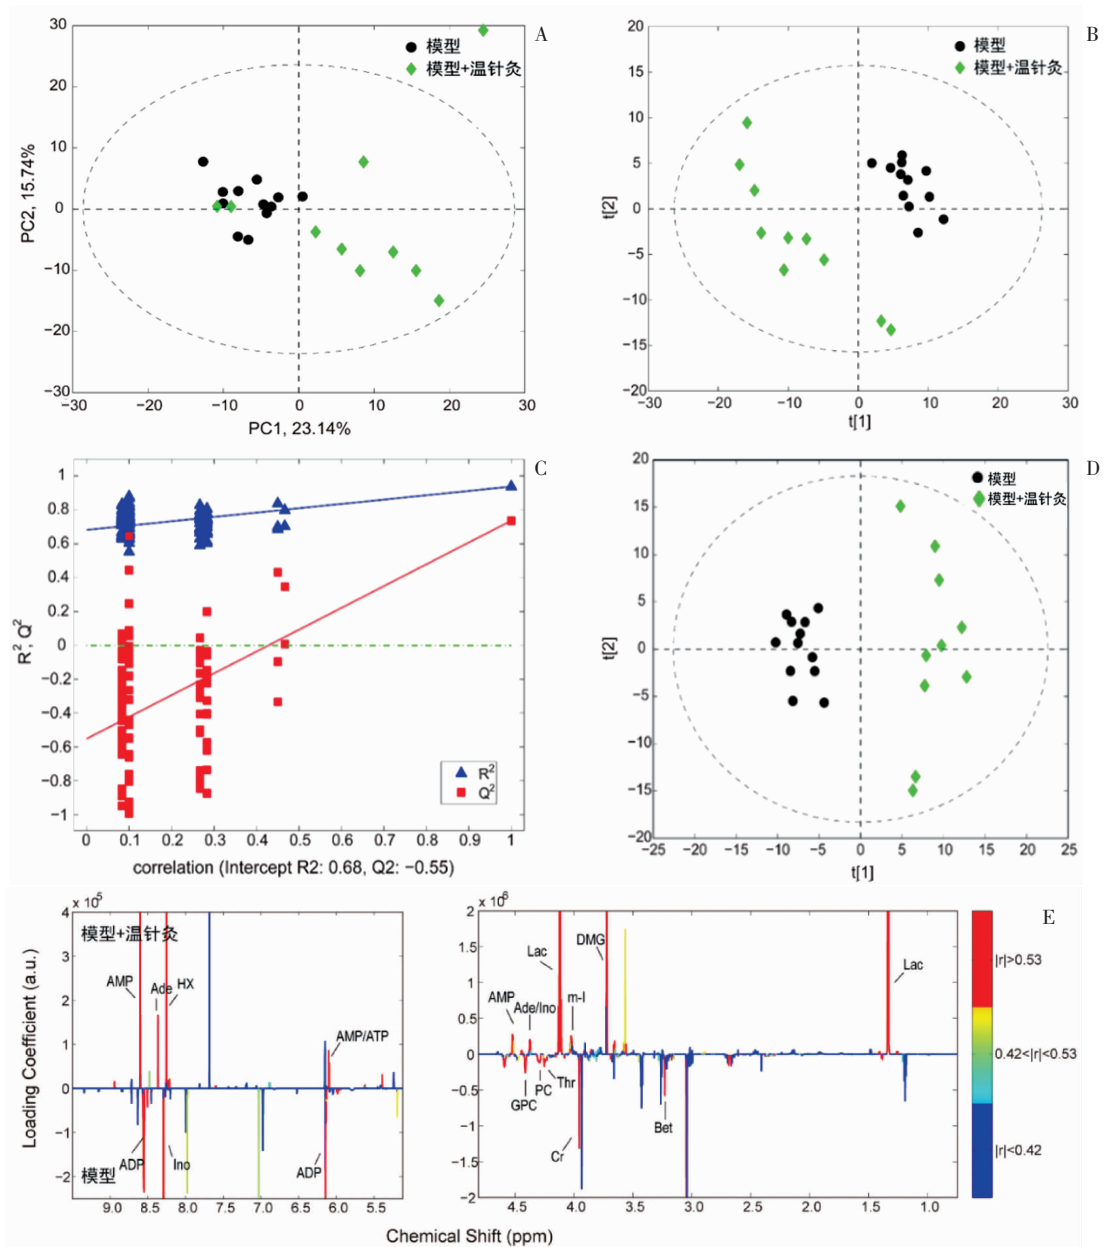 A
模型
模型+温针灸
30
20
10
0
−10
−20
−30
PC2, 15.74%
−30
−20
−10
0
10
20
30
PC1, 23.14%
B
模型
模型+温针灸
20
15
10
5
0
−5
−10
−15
−20
t[2]
−30
−20
−10
0
10
20
30
t[1]
C
1
0.8
0.6
0.4
0.2
0
−0.2
−0.4
−0.6
−0.8
−1
R2, Q2
R2
Q2
0
0.1
0.2
0.3
0.4
0.5
0.6
0.7
0.8
0.9
1
correlation (Intercept R2: 0.68, Q2: −0.55)
D
模型
模型+温针灸
20
15
10
5
0
−5
−10
−15
−20
t[2]
−25
−20
−15
−10
−5
0
5
10
15
20
25
t[1]
x 10^5
4
3
2
1
0
−1
−2
Loading Coefficient (a.u.)
模型+温针灸
AMP
Ade
HX
AMP/ATP
ADP
Ino
ADP
模型
9.0
8.5
8.0
7.5
7.0
6.5
6.0
5.5
x 10^6
2
1.5
1
0.5
0
−0.5
−1
−1.5
−2
Lac
DMG
AMP
Ade/Ino
m-I
Lac
GPC
PC
Thr
Cr
Bet
4.5
4.0
3.5
3.0
2.5
2.0
1.5
1.0
Chemical Shift (ppm)
E
|r|>0.53
0.42<|r|<0.53
|r|<0.42